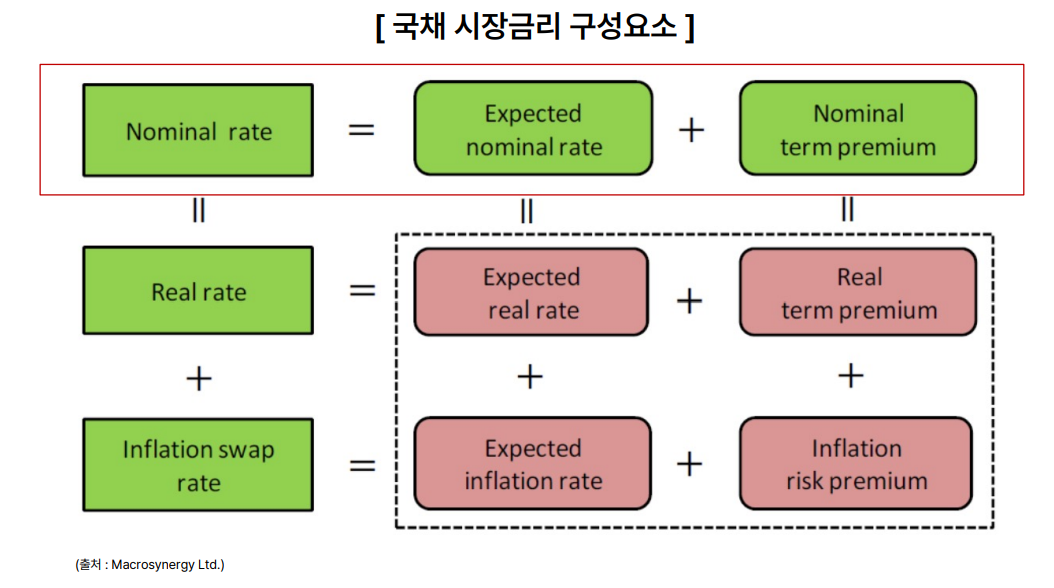 [ 국채 시장금리 구성요소 ]
Nominal rate = Expected nominal rate + Nominal term premium
= = =
Real rate = Expected real rate + Real term premium
+ + +
Inflation swap rate = Expected inflation rate + Inflation risk premium
(출처 : Macrosynergy Ltd.)